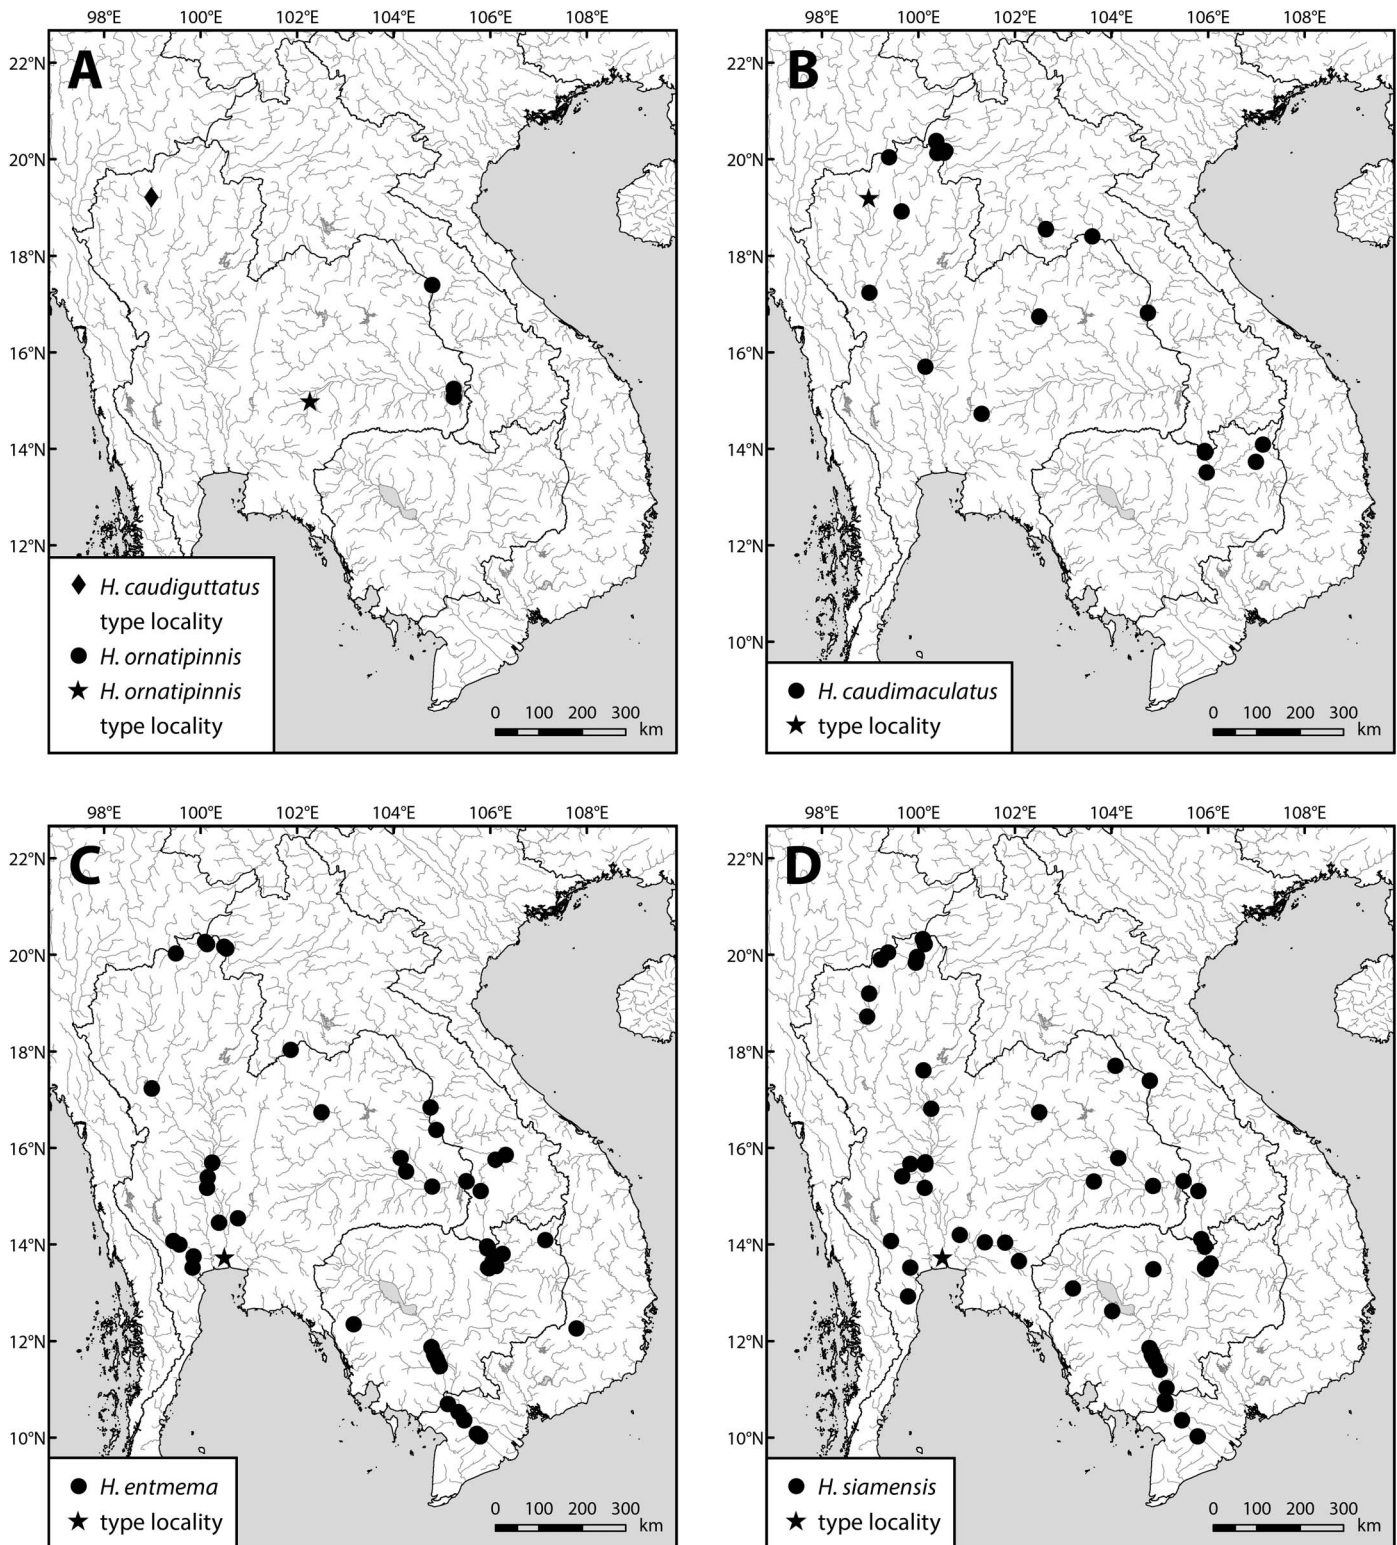 98°E 100°E 102°E 104°E 106°E 108°E
A
22°N
20°N
18°N
16°N
14°N
12°N
H. caudiguttatus
type locality
H. ornatipinnis
H. ornatipinnis
type locality
0 100 200 300 km
98°E 100°E 102°E 104°E 106°E 108°E
B
22°N
20°N
18°N
16°N
14°N
12°N
10°N
H. caudimaculatus
type locality
0 100 200 300 km
98°E 100°E 102°E 104°E 106°E 108°E
C
22°N
20°N
18°N
16°N
14°N
12°N
10°N
H. entmema
type locality
0 100 200 300 km
98°E 100°E 102°E 104°E 106°E 108°E
D
22°N
20°N
18°N
16°N
14°N
12°N
10°N
H. siamensis
type locality
0 100 200 300 km